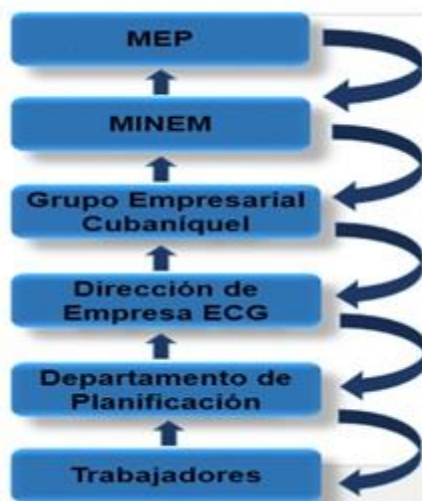 MEP
MINEM
Grupo Empresarial
Cubaníquel
Dirección de
Empresa ECG
Departamento de
Planificación
Trabajadores